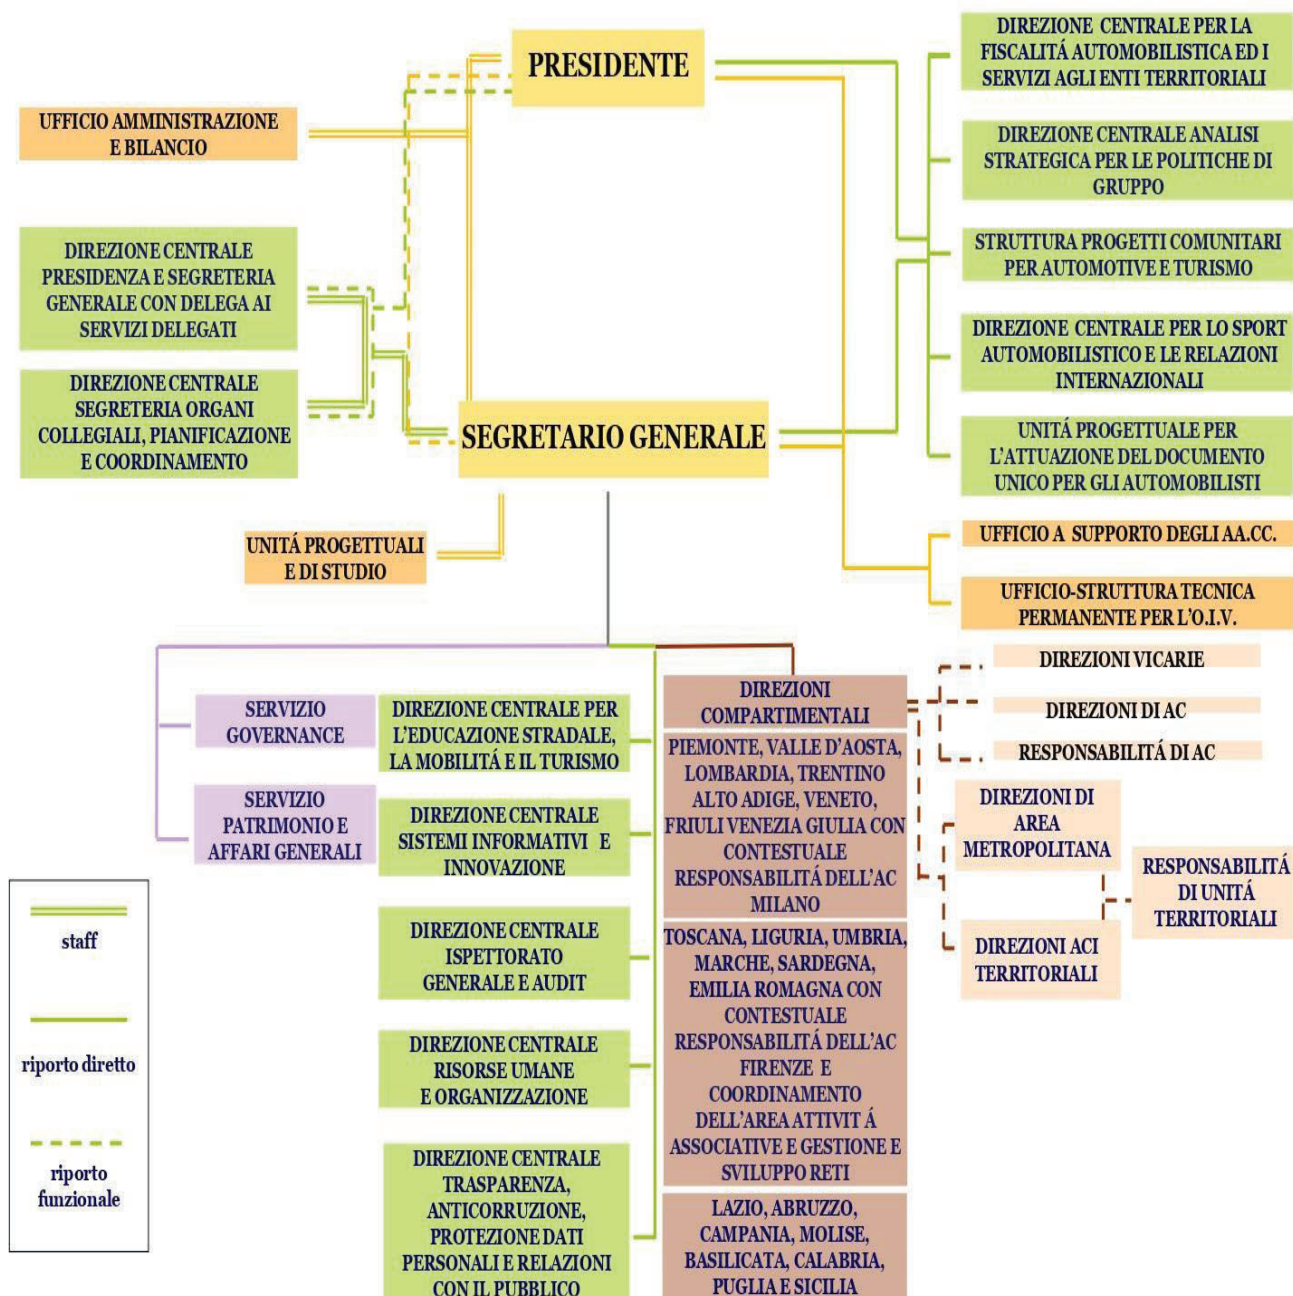 PRESIDENTE
UFFICIO AMMINISTRAZIONE
E BILANCIO
DIREZIONE CENTRALE
PRESIDENZA E SEGRETERIA
GENERALE CON DELEGA AI
SERVIZI DELEGATI
DIREZIONE CENTRALE
SEGRETERIA ORGANI
COLLEGIALI, PIANIFICAZIONE
E COORDINAMENTO
SEGRETARIO GENERALE
UNITÁ PROGETTUALI
E DI STUDIO
DIREZIONE CENTRALE PER LA
FISCALITÁ AUTOMOBILISTICA ED I
SERVIZI AGLI ENTI TERRITORIALI
DIREZIONE CENTRALE ANALISI
STRATEGICA PER LE POLITICHE DI
GRUPPO
STRUTTURA PROGETTI COMUNITARI
PER AUTOMOTIVE E TURISMO
DIREZIONE CENTRALE PER LO SPORT
AUTOMOBILISTICO E LE RELAZIONI
INTERNAZIONALI
UNITÁ PROGETTUALE PER
L'ATTUAZIONE DEL DOCUMENTO
UNICO PER GLI AUTOMOBILISTI
UFFICIO A SUPPORTO DEGLI AA.CC.
UFFICIO-STRUTTURA TECNICA
PERMANENTE PER L'O.I.V.
SERVIZIO
GOVERNANCE
SERVIZIO
PATRIMONIO E
AFFARI GENERALI
DIREZIONE CENTRALE PER
L'EDUCAZIONE STRADALE,
LA MOBILITÁ E IL TURISMO
DIREZIONE CENTRALE
SISTEMI INFORMATIVI E
INNOVAZIONE
DIREZIONE CENTRALE
ISPETTORATO
GENERALE E AUDIT
DIREZIONE CENTRALE
RISORSE UMANE
E ORGANIZZAZIONE
DIREZIONE CENTRALE
TRASPARENZA,
ANTICORRUZIONE,
PROTEZIONE DATI
PERSONALI E RELAZIONI
CON IL PUBBLICO
DIREZIONI
COMPARTIMENTALI
PIEMONTE, VALLE D'AOSTA,
LOMBARDIA, TRENTINO
ALTO ADIGE, VENETO,
FRIULI VENEZIA GIULIA CON
CONTESTUALE
RESPONSABILITÁ DELL'AC
MILANO
TOSCANA, LIGURIA, UMBRIA,
MARCHE, SARDEGNA,
EMILIA ROMAGNA CON
CONTESTUALE
RESPONSABILITÁ DELL'AC
FIRENZE E
COORDINAMENTO
DELL'AREA ATTIVIT Á
ASSOCIATIVE E GESTIONE E
SVILUPPO RETI
LAZIO, ABRUZZO,
CAMPANIA, MOLISE,
BASILICATA, CALABRIA,
PUGLIA E SICILIA
DIREZIONI VICARIE
DIREZIONI DI AC
RESPONSABILITÁ DI AC
DIREZIONI DI
AREA
METROPOLITANA
DIREZIONI ACI
TERRITORIALI
RESPONSABILITÁ
DI UNITÁ
TERRITORIALI
staff
riporto diretto
riporto
funzionale